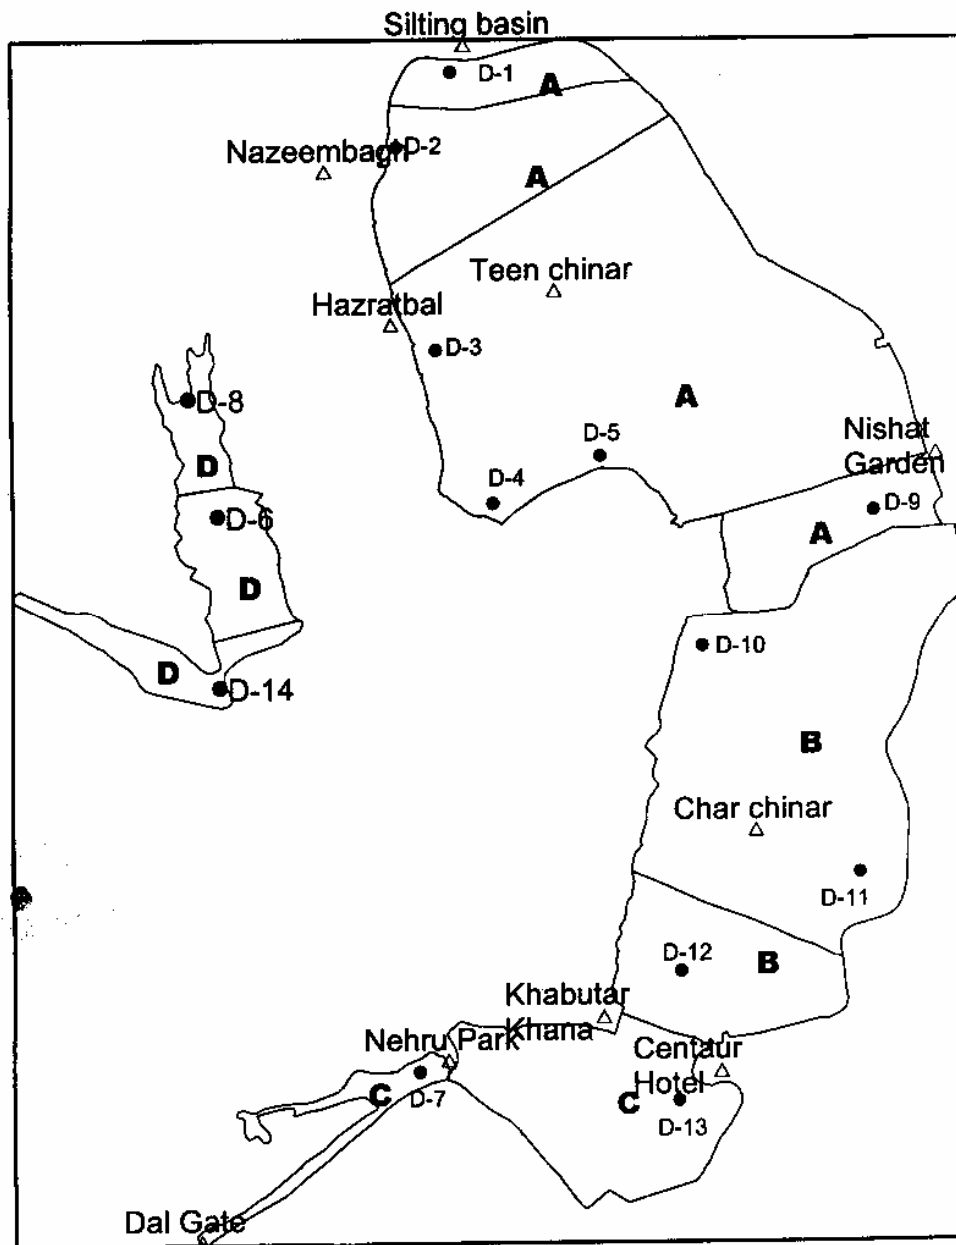 Silting basin
D-1
A
D-2
Nazeembagh
A
Teen chinar
Hazratbal
D-3
D-8
A
Nishat
Garden
D-5
D
D-4
D-9
D-6
A
D
D-10
D
D-14
B
Char chinar
D-11
D-12
B
Khabutar
Khana
Nehru Park
Centaur
Hotel
C
D-7
C
D-13
Dal Gate